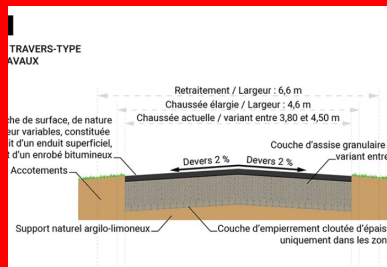 TRAVERS-TYPE
AVAUX
Retraitement / Largeur : 6,6 m
Chaussée élargie / Largeur : 4,6 m
Chaussée actuelle / variant entre 3,80 et 4,50 m
che de surface, de nature
eur variables, constituée
it d'un enduit superficiel,
t d'un enrobé bitumineux
Accotements
Devers 2 % Devers 2 %
Couche d'assise granulaire
variant entre
Support naturel argilo-limoneux
Couche d'empierrement cloutée d'épais
uniquement dans les zon